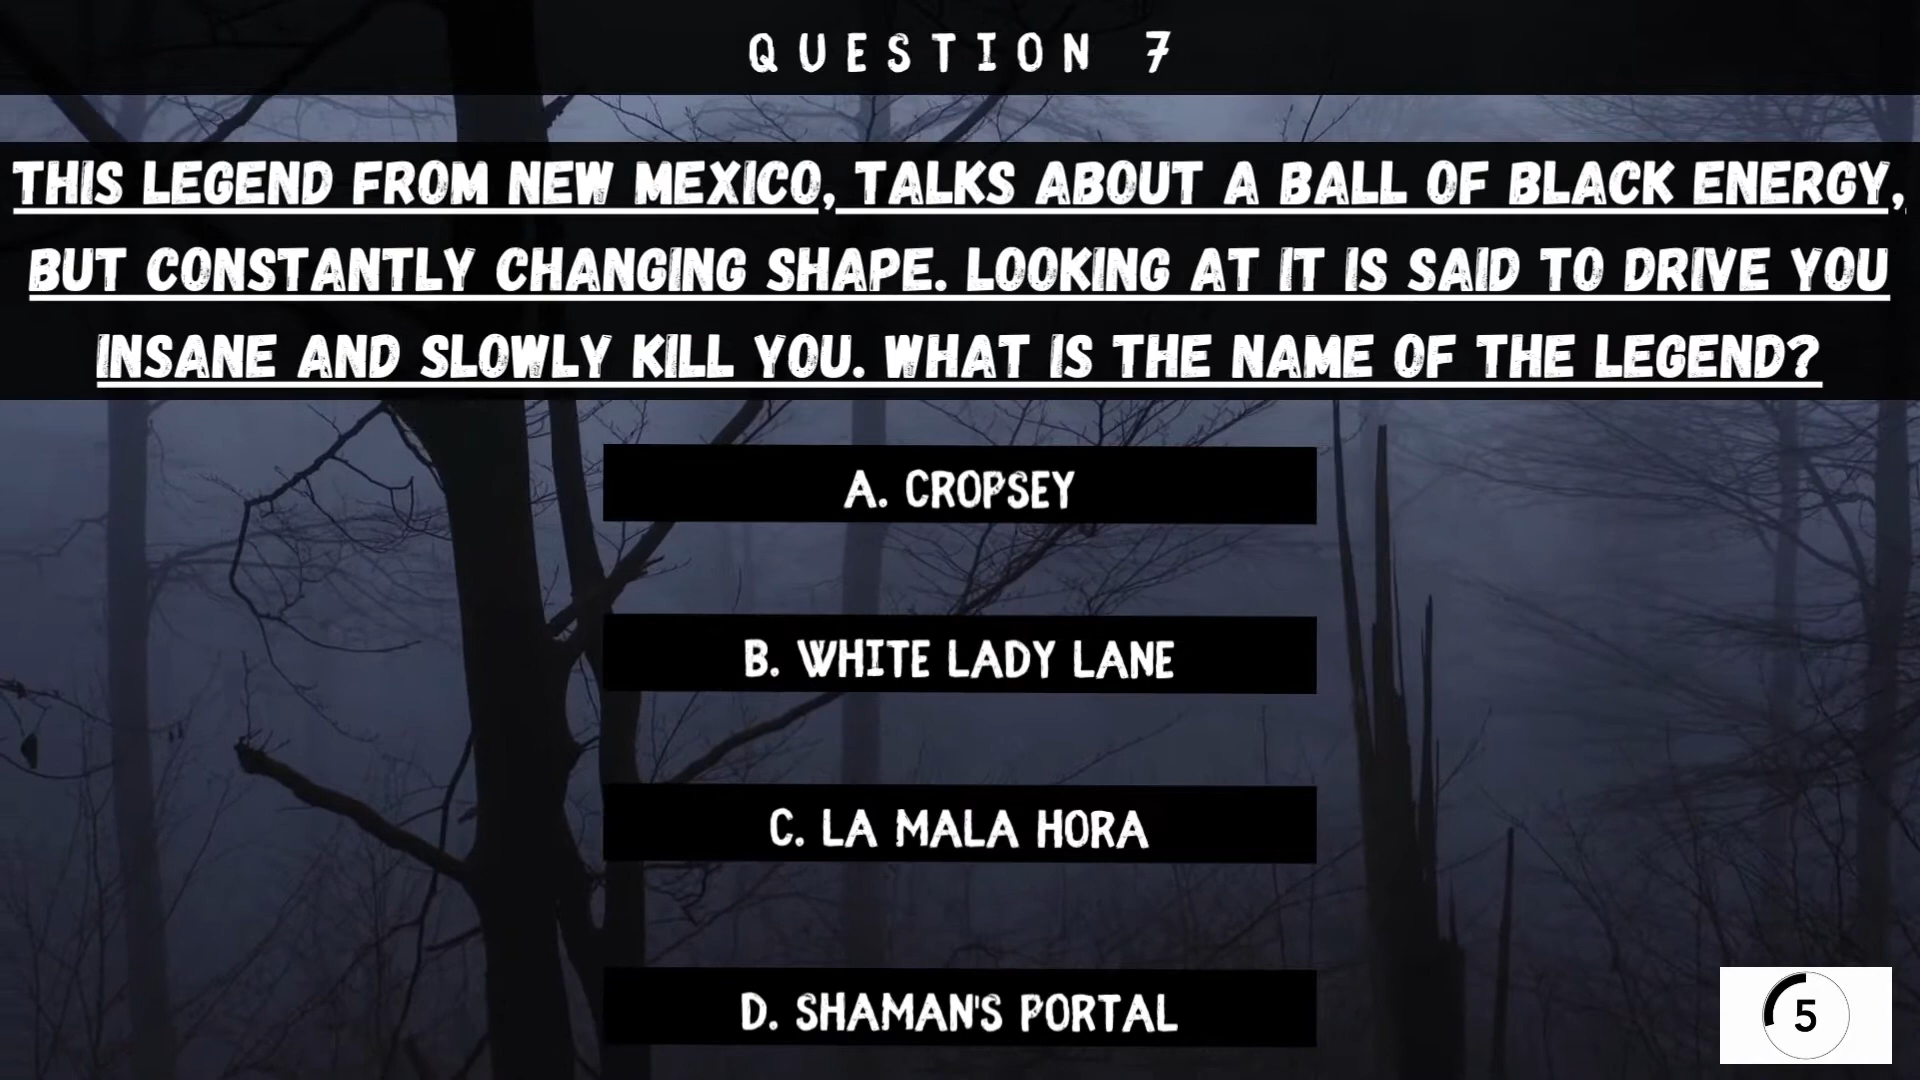 QUESTION 7
THIS LEGEND FROM NEW MEXICO, TALKS ABOUT A BALL OF BLACK ENERGY,
BUT CONSTANTLY CHANGING SHAPE. LOOKING AT IT IS SAID TO DRIVE YOU
INSANE AND SLOWLY KILL YOU. WHAT IS THE NAME OF THE LEGEND?
A. CROPSEY
B. WHITE LADY LANE
C. LA MALA HORA
D. SHAMAN'S PORTAL
5